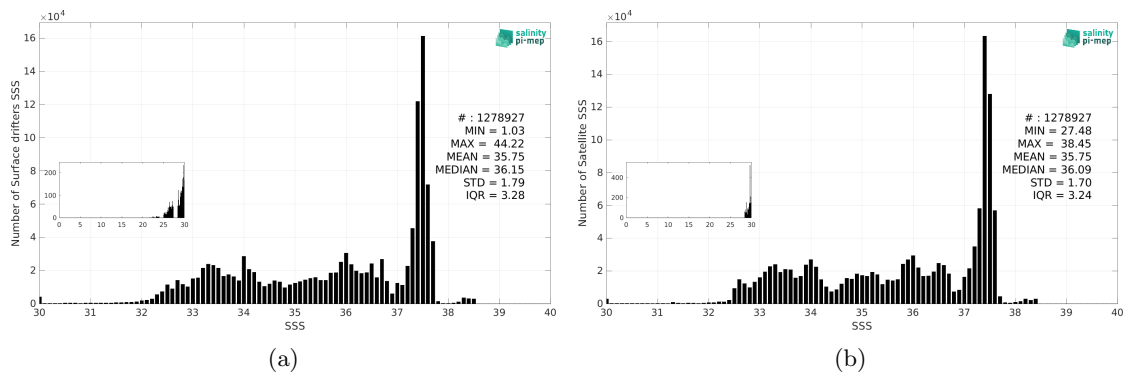 ×10⁴
16
14
12
10
8
6
4
2
0
Number of Surface drifters SSS
30 31 32 33 34 35 36 37 38 39 40
SSS
salinity
pi-mep
# : 1278927
MIN = 1.03
MAX = 44.22
MEAN = 35.75
MEDIAN = 36.15
STD = 1.79
IQR = 3.28
200
100
0
0 5 10 15 20 25 30
(a)
×10⁴
16
14
12
10
8
6
4
2
0
Number of Satellite SSS
30 31 32 33 34 35 36 37 38 39 40
SSS
salinity
pi-mep
# : 1278927
MIN = 27.48
MAX = 38.45
MEAN = 35.75
MEDIAN = 36.09
STD = 1.70
IQR = 3.24
400
200
0
0 5 10 15 20 25 30
(b)